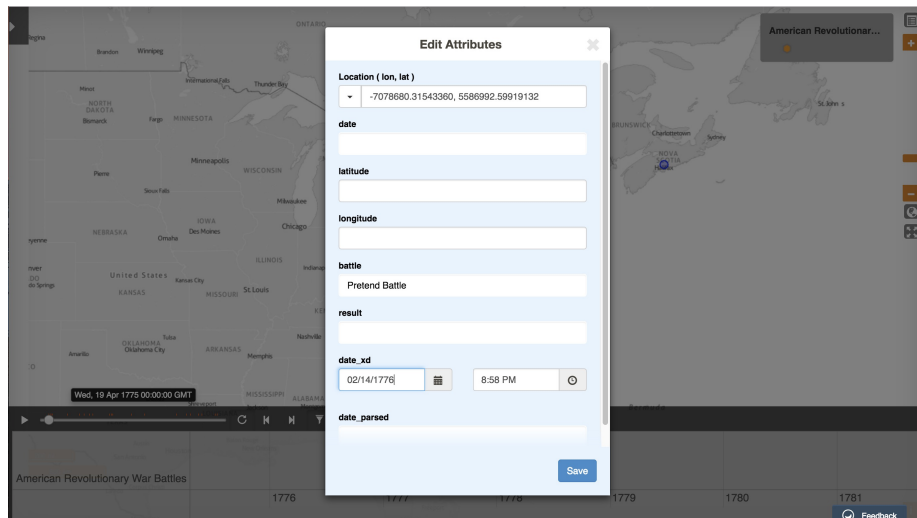 Edit Attributes
Location ( lon, lat )
-7078680.31543360, 5586992.59919132
date
latitude
longitude
battle
Pretend Battle
result
date_xd
02/14/1776
8:58 PM
date_parsed
Save
American Revolutionar...
ONTARIO
Regina
Brandon
Winnipeg
International Falls
Thunder Bay
Minot
NORTH
DAKOTA
Bismarck
Fargo
MINNESOTA
Minneapolis
WISCONSIN
Pierre
Sioux Falls
Milwaukee
IOWA
Des Moines
Chicago
NEBRASKA
Omaha
ILLINOIS
United States
Kansas City
KANSAS
MISSOURI
St Louis
Nashville
Tulsa
OKLAHOMA
Oklahoma City
ARKANSAS
Amarillo
Memphis
MISSISSIPPI
St. John s
Charlottetown
Sydney
NOVA
SCOTIA
Halifax
Bermuda
Wed, 19 Apr 1775 00:00:00 GMT
American Revolutionary War Battles
1776
1777
1778
1779
1780
1781
Feedback